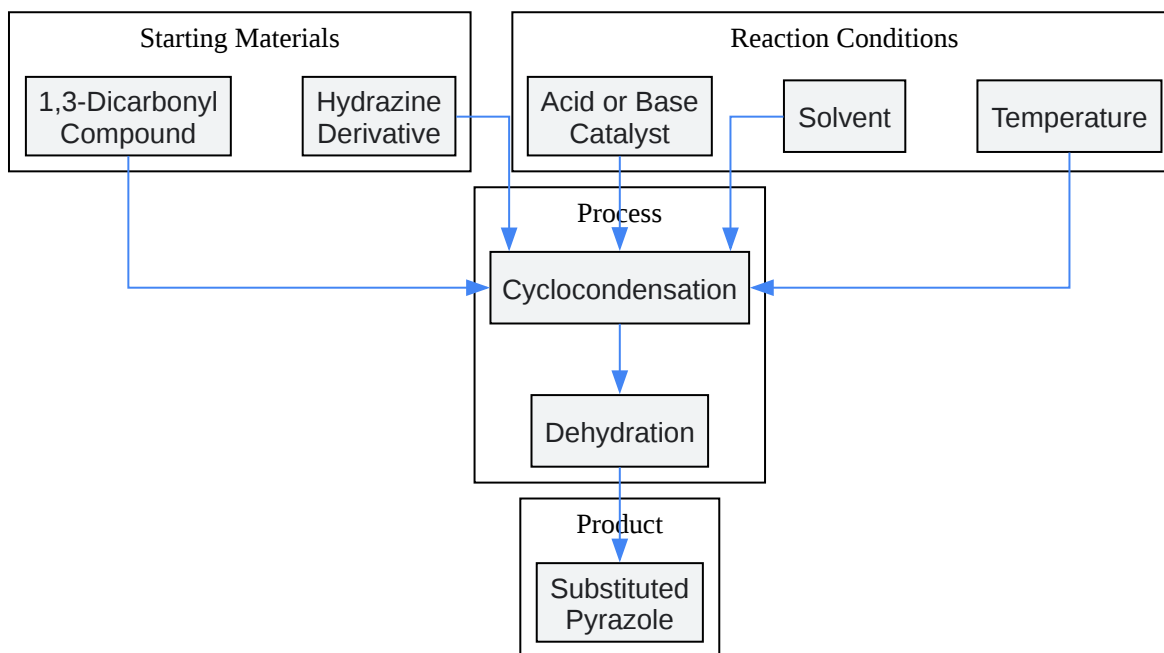 Starting Materials
1,3-Dicarbonyl
Compound
Hydrazine
Derivative
Reaction Conditions
Acid or Base
Catalyst
Solvent
Temperature
Process
Cyclocondensation
Dehydration
Product
Substituted
Pyrazole